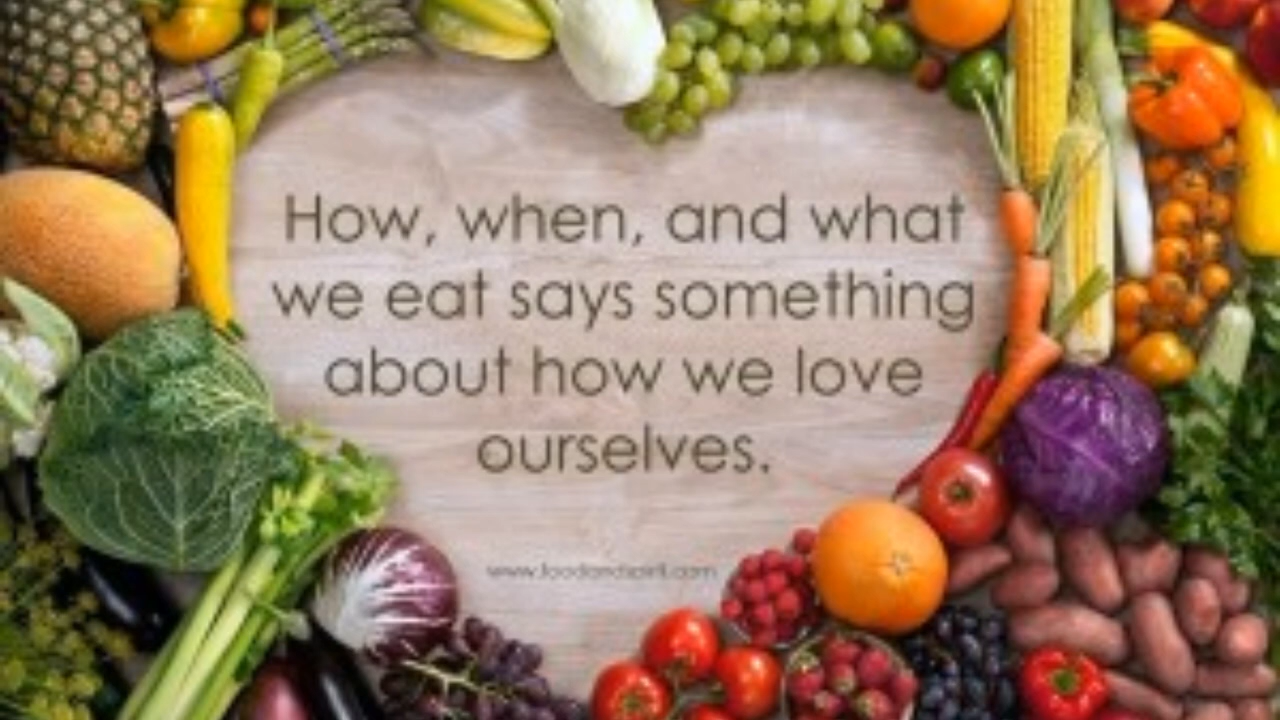 How, when, and what
we eat says something
about how we love
ourselves.
www.foodandspirit.com